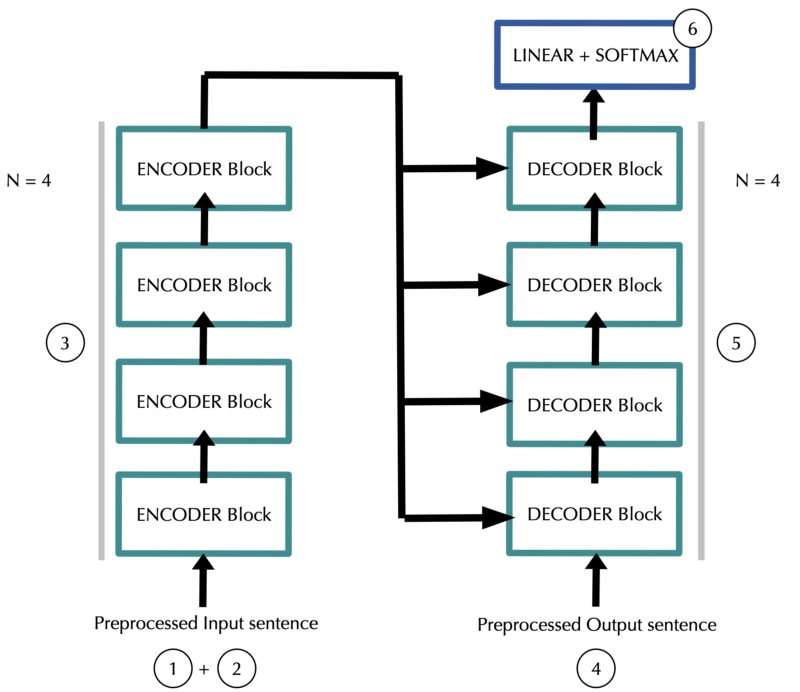 6
LINEAR + SOFTMAX
N = 4
ENCODER Block
DECODER Block
N = 4
ENCODER Block
DECODER Block
3
5
ENCODER Block
DECODER Block
ENCODER Block
DECODER Block
Preprocessed Input sentence
Preprocessed Output sentence
1 + 2
4